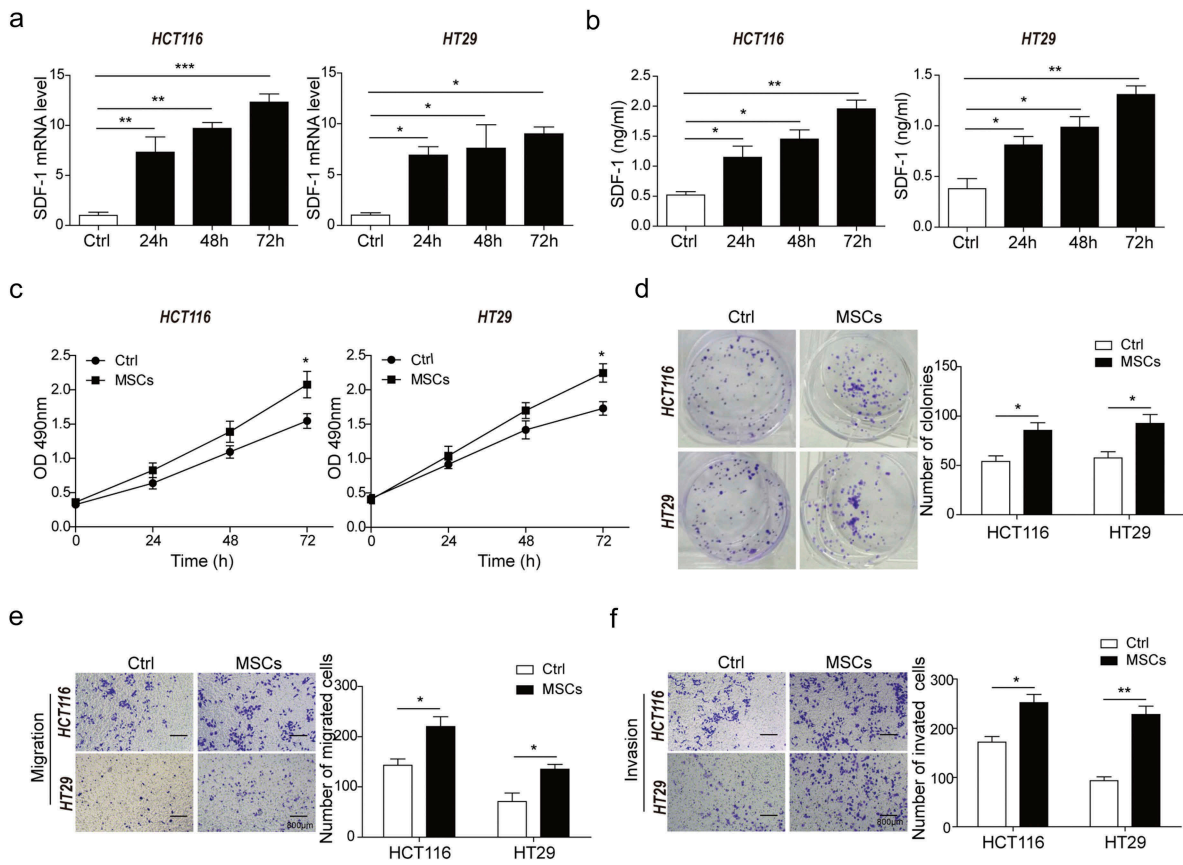 a
HCT116
SDF-1 mRNA level
15
10
5
0
***
**
**
Ctrl
24h
48h
72h
HT29
SDF-1 mRNA level
15
10
5
0
*
*
*
Ctrl
24h
48h
72h
b
HCT116
SDF-1 (ng/ml)
2.5
2.0
1.5
1.0
0.5
0.0
**
*
*
Ctrl
24h
48h
72h
HT29
SDF-1 (ng/ml)
1.5
1.0
0.5
0.0
**
*
*
Ctrl
24h
48h
72h
c
HCT116
OD 490nm
2.5
2.0
1.5
1.0
0.5
0.0
Ctrl
MSCs
*
0
24
48
72
Time (h)
HT29
OD 490nm
2.5
2.0
1.5
1.0
0.5
0.0
Ctrl
MSCs
*
0
24
48
72
Time (h)
d
Ctrl
MSCs
HCT116
HT29
Number of clolonies
150
100
50
0
Ctrl
MSCs
*
*
HCT116
HT29
e
Migration
Ctrl
MSCs
HCT116
HT29
800μm
Number of migrated cells
300
200
100
0
Ctrl
MSCs
*
*
HCT116
HT29
f
Invasion
Ctrl
MSCs
HCT116
HT29
800μm
Number of invated cells
300
200
100
0
Ctrl
MSCs
*
**
HCT116
HT29